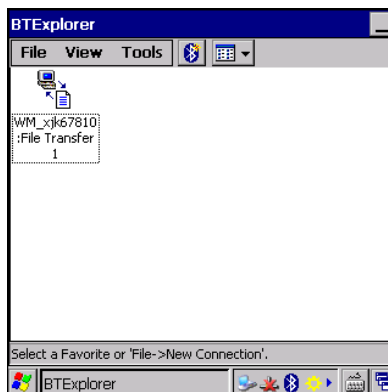 BTExplorer
File View Tools
WM_xjk67810
:File Transfer
1
Select a Favorite or 'File->New Connection'.
BTExplorer